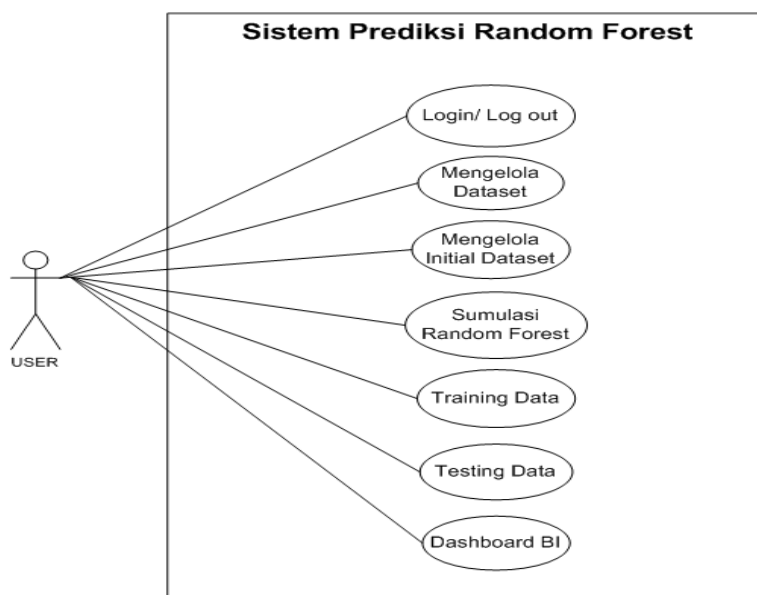 Sistem Prediksi Random Forest
Login/ Log out
Mengelola
Dataset
Mengelola
Initial Dataset
Sumulasi
Random Forest
USER
Training Data
Testing Data
Dashboard BI